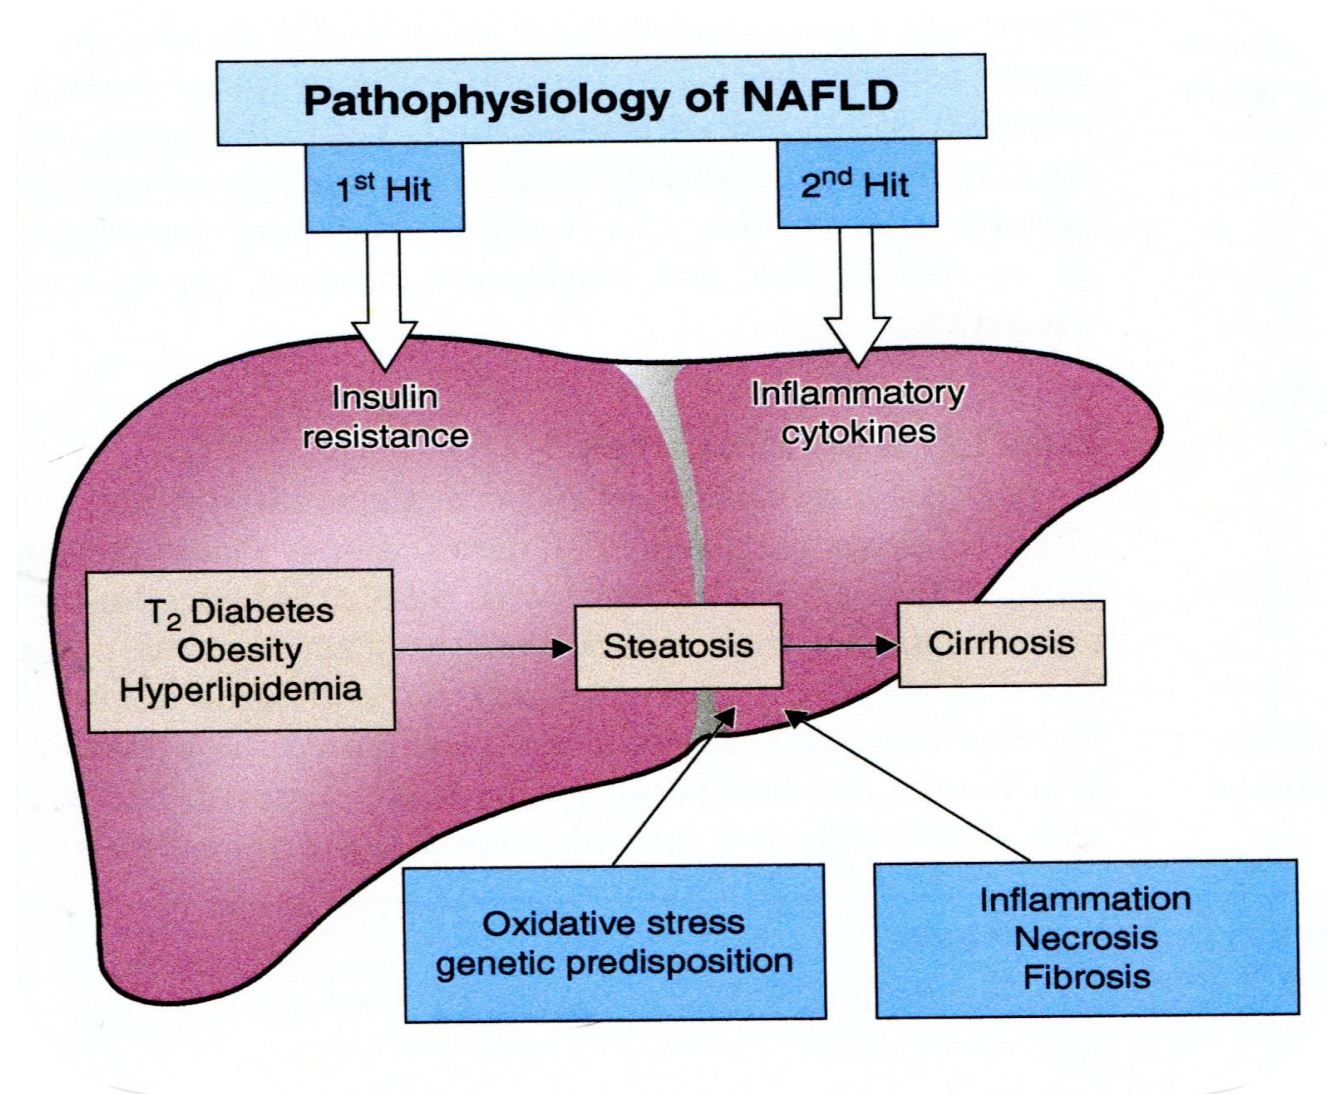 Pathophysiology of NAFLD
1st Hit
2nd Hit
Insulin
resistance
Inflammatory
cytokines
T2 Diabetes
Obesity
Hyperlipidemia
Steatosis
Cirrhosis
Oxidative stress
genetic predisposition
Inflammation
Necrosis
Fibrosis